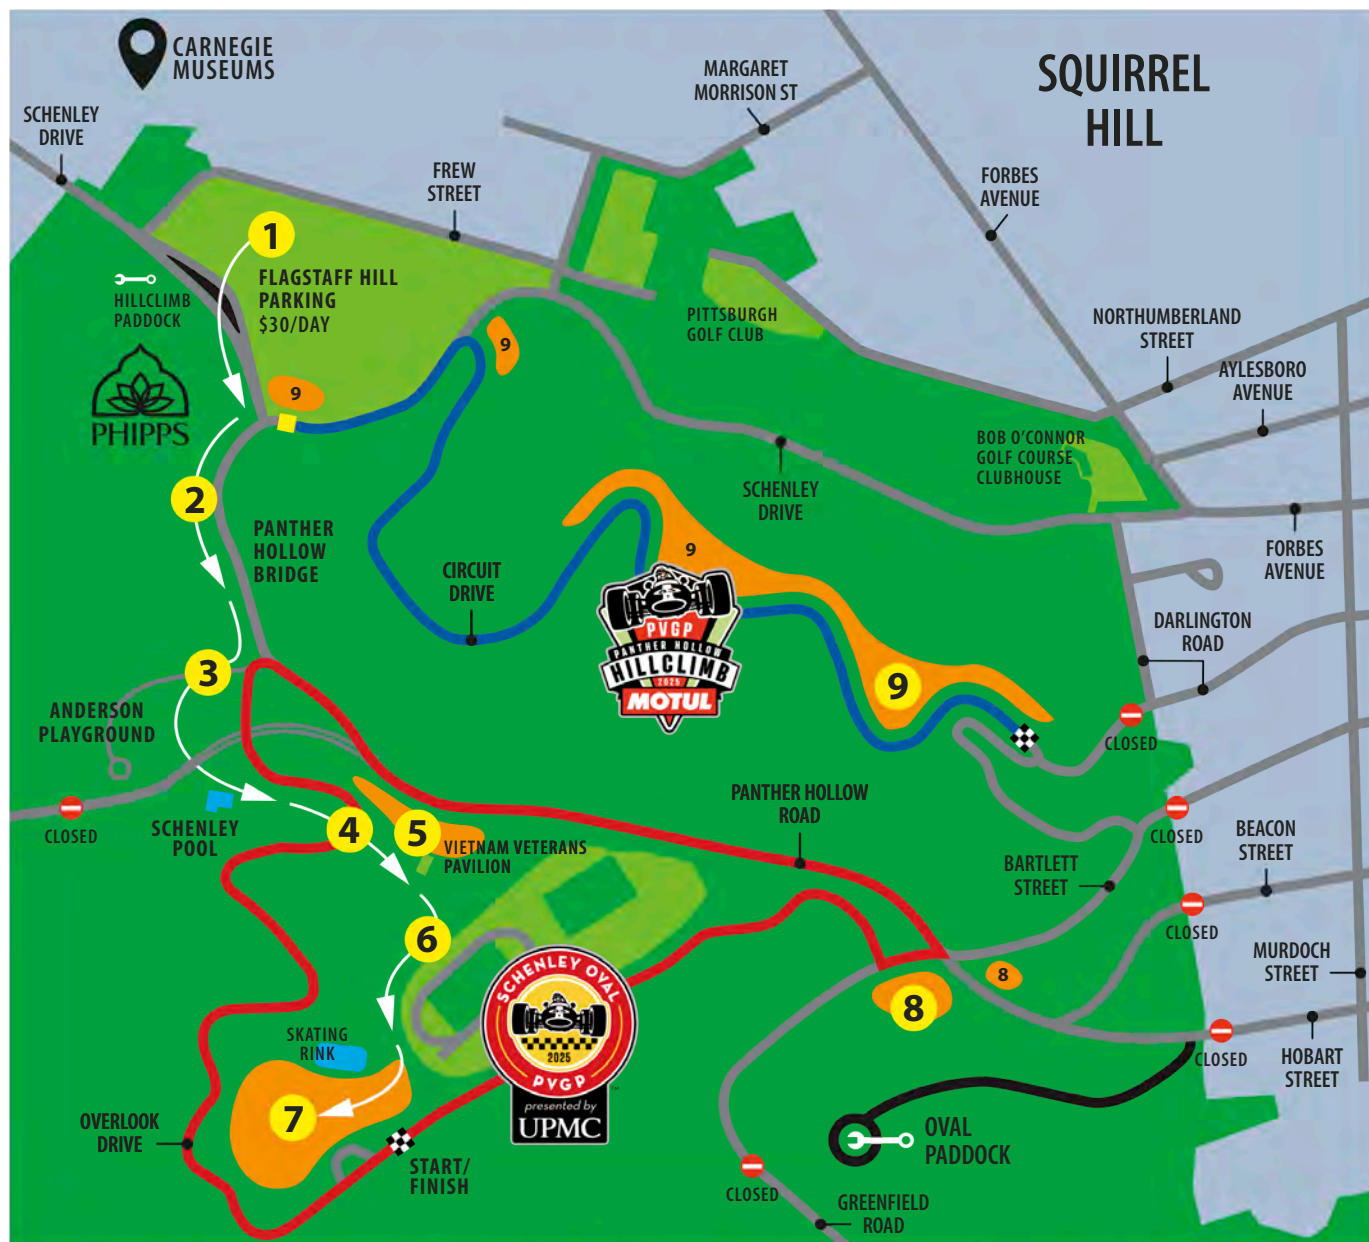 CARNEGIE
MUSEUMS
SQUIRREL
HILL
MARGARET
MORRISON ST
SCHENLEY
DRIVE
FREW
STREET
FORBES
AVENUE
1
FLAGSTAFF HILL
PARKING
$30/DAY
HILLCLIMB
PADDOCK
PITTSBURGH
GOLF CLUB
NORTHUMBERLAND
STREET
AYLESBORO
AVENUE
9
9
PHIPPS
BOB O'CONNOR
GOLF COURSE
CLUBHOUSE
2
SCHENLEY
DRIVE
PANTHER
HOLLOW
BRIDGE
FORBES
AVENUE
9
CIRCUIT
DRIVE
PVGP
PANTHER HOLLOW
HILLCLIMB
2025
MOTUL
DARLINGTON
ROAD
3
9
ANDERSON
PLAYGROUND
CLOSED
CLOSED
SCHENLEY
POOL
4
5
VIETNAM VETERANS
PAVILION
PANTHER HOLLOW
ROAD
CLOSED
BARTLETT
STREET
BEACON
STREET
CLOSED
6
MURDOCH
STREET
SCHENLEY OVAL
2025
PVGP
™
presented by
UPMC
8
8
SKATING
RINK
CLOSED
HOBART
STREET
7
OVERLOOK
DRIVE
START/
FINISH
OVAL
PADDOCK
CLOSED
GREENFIELD
ROAD